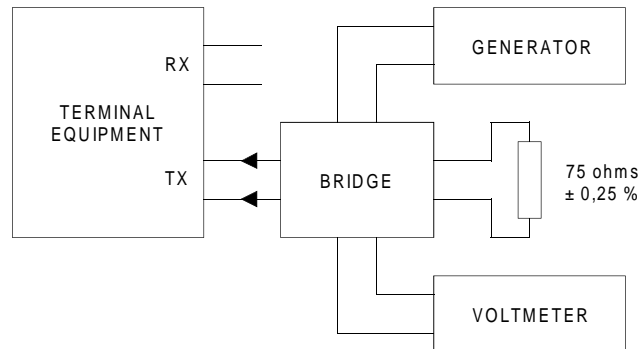 GENERATOR
RX
TERMINAL
EQUIPMENT
TX
BRIDGE
75 ohms
± 0,25 %
VOLTMETER